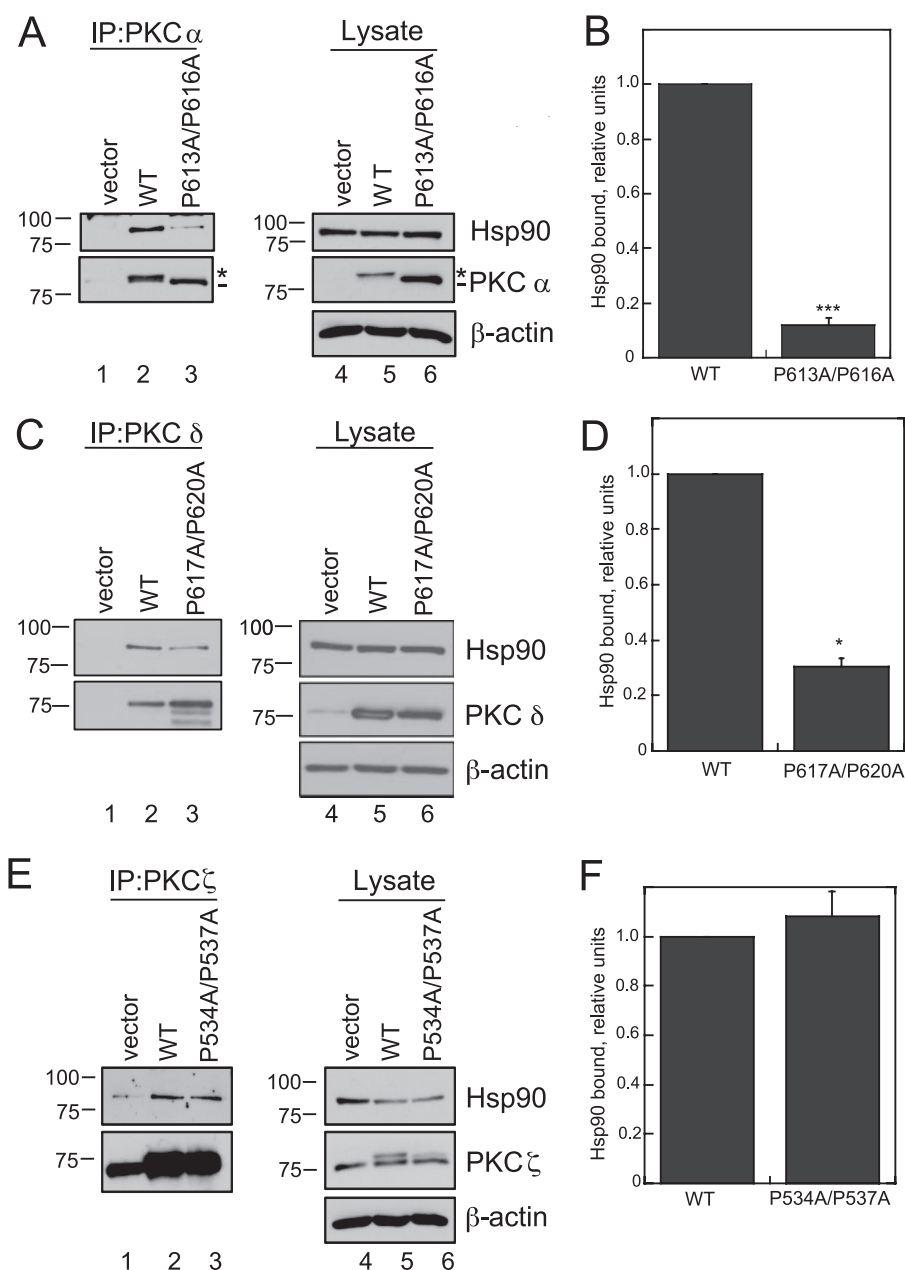 A
IP:PKC α
Lysate
vector
WT
P613A/P616A
vector
WT
P613A/P616A
100
75
Hsp90
100
75
75
*
75
*
PKC α
β-actin
1 2 3 4 5 6
B
Hsp90 bound, relative units
1.0
0.8
0.6
0.4
0.2
0
***
WT P613A/P616A
C
IP:PKC δ
Lysate
vector
WT
P617A/P620A
vector
WT
P617A/P620A
100
75
100
75
Hsp90
75
75
PKC δ
β-actin
1 2 3 4 5 6
D
Hsp90 bound, relative units
1.0
0.8
0.6
0.4
0.2
0
*
WT P617A/P620A
E
IP:PKCζ
Lysate
vector
WT
P534A/P537A
vector
WT
P534A/P537A
100
75
100
75
Hsp90
75
75
PKCζ
β-actin
1 2 3 4 5 6
F
Hsp90 bound, relative units
1.0
0.8
0.6
0.4
0.2
0
WT P534A/P537A